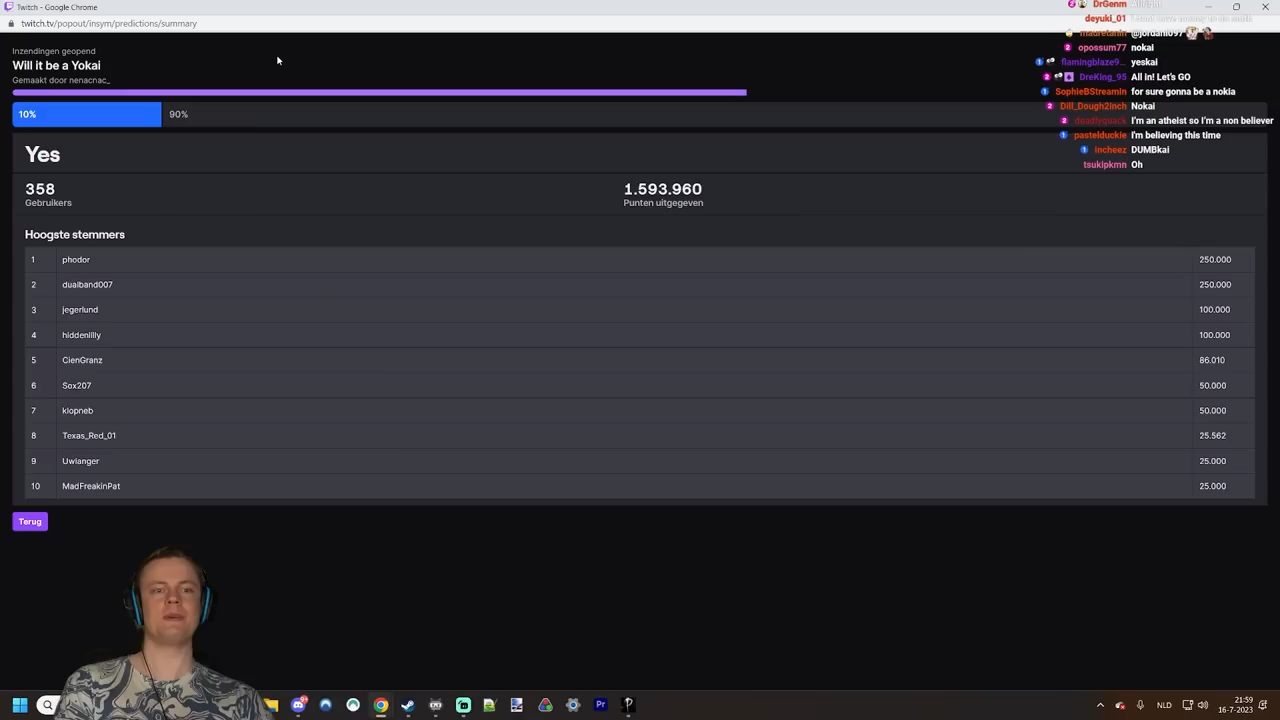 Twitch - Google Chrome
twitch.tv/popout/insym/predictions/summary
Inzendingen geopend
Will it be a Yokai
Gemaakt door nenacnac_
10%
90%
Yes
358
Gebruikers
1.593.960
Punten uitgegeven
Hoogste stemmers
1 phodor 250.000
2 dualband007 250.000
3 jegerlund 100.000
4 hiddenlilly 100.000
5 CienGranz 86.010
6 Sox207 50.000
7 klopneb 50.000
8 Texas_Red_01 25.562
9 Uwlanger 25.000
10 MadFreakinPat 25.000
Terug
DrGenm
deyuki_01
mauretanin @jordanio97
opossum77 nokai
flamingblaze9... yeskai
DreKing_95 All in! Let's GO
SophieBStreamin for sure gonna be a nokia
Dill_Dough2inch Nokai
deadlyquack I'm an atheist so I'm a non believer
pastelduckie i'm believing this time
incheez DUMBkai
tsukipkmn Oh
NLD
21:59
16-7-2023